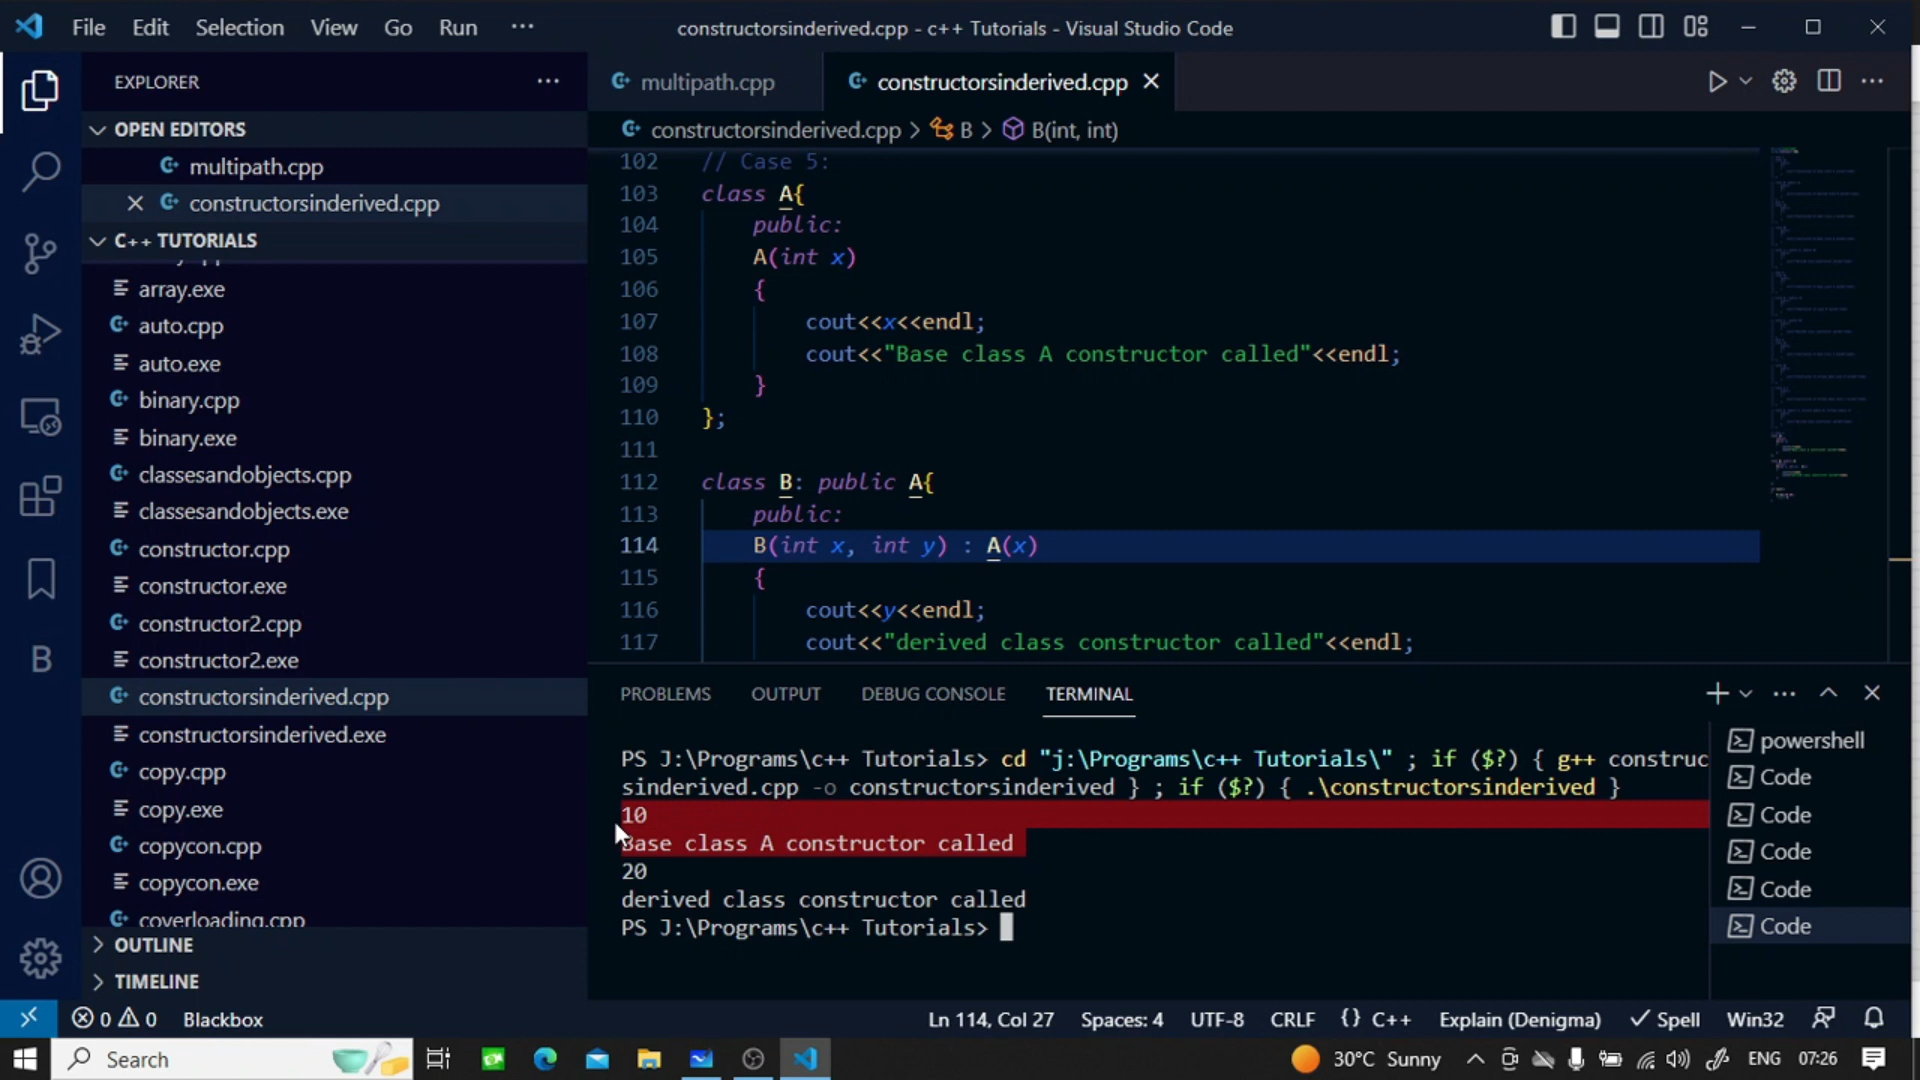 File Edit Selection View Go Run ···
constructorsinderived.cpp - c++ Tutorials - Visual Studio Code
EXPLORER
OPEN EDITORS
multipath.cpp
constructorsinderived.cpp
C++ TUTORIALS
array.exe
auto.cpp
auto.exe
binary.cpp
binary.exe
classesandobjects.cpp
classesandobjects.exe
constructor.cpp
constructor.exe
constructor2.cpp
constructor2.exe
constructorsinderived.cpp
constructorsinderived.exe
copy.cpp
copy.exe
copycon.cpp
copycon.exe
coverloading.cpp
OUTLINE
TIMELINE
multipath.cpp constructorsinderived.cpp
constructorsinderived.cpp > B > B(int, int)
102 // Case 5:
103 class A{
104 public:
105 A(int x)
106 {
107 cout<<x<<endl;
108 cout<<"Base class A constructor called"<<endl;
109 }
110 };
111
112 class B: public A{
113 public:
114 B(int x, int y) : A(x)
115 {
116 cout<<y<<endl;
117 cout<<"derived class constructor called"<<endl;
PROBLEMS OUTPUT DEBUG CONSOLE TERMINAL
PS J:\Programs\c++ Tutorials> cd "j:\Programs\c++ Tutorials\" ; if ($?) { g++ construc
sinderived.cpp -o constructorsinderived } ; if ($?) { .\constructorsinderived }
10
Base class A constructor called
20
derived class constructor called
PS J:\Programs\c++ Tutorials>
powershell
Code
Code
Code
Code
Code
0 0 Blackbox Ln 114, Col 27 Spaces: 4 UTF-8 CRLF {} C++ Explain (Denigma) Spell Win32
Search 30°C Sunny ENG 07:26